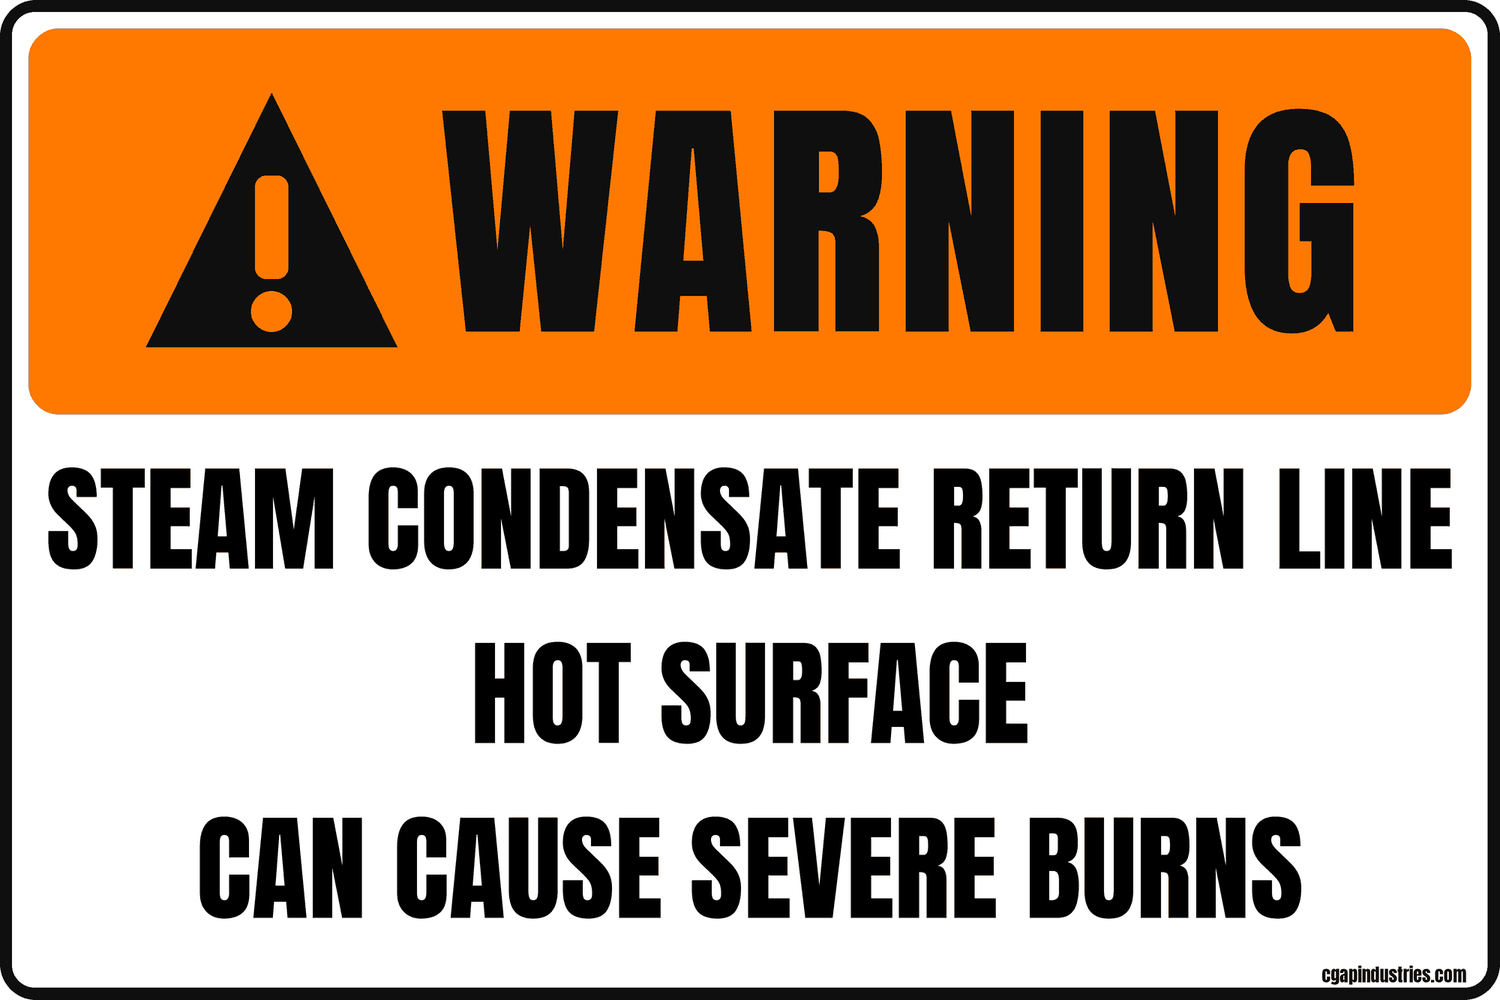 WARNING
STEAM CONDENSATE RETURN LINE
HOT SURFACE
CAN CAUSE SEVERE BURNS
cgapindustries.com